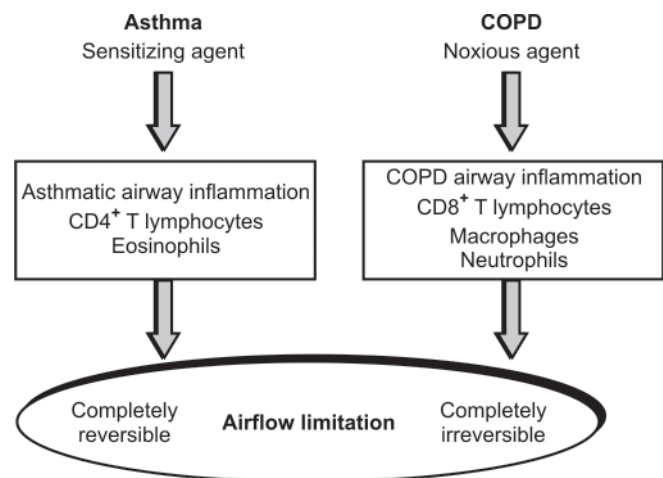 Asthma
Sensitizing agent
COPD
Noxious agent
Asthmatic airway inflammation
CD4+ T lymphocytes
Eosinophils
COPD airway inflammation
CD8+ T lymphocytes
Macrophages
Neutrophils
Completely
reversible
Airflow limitation
Completely
irreversible